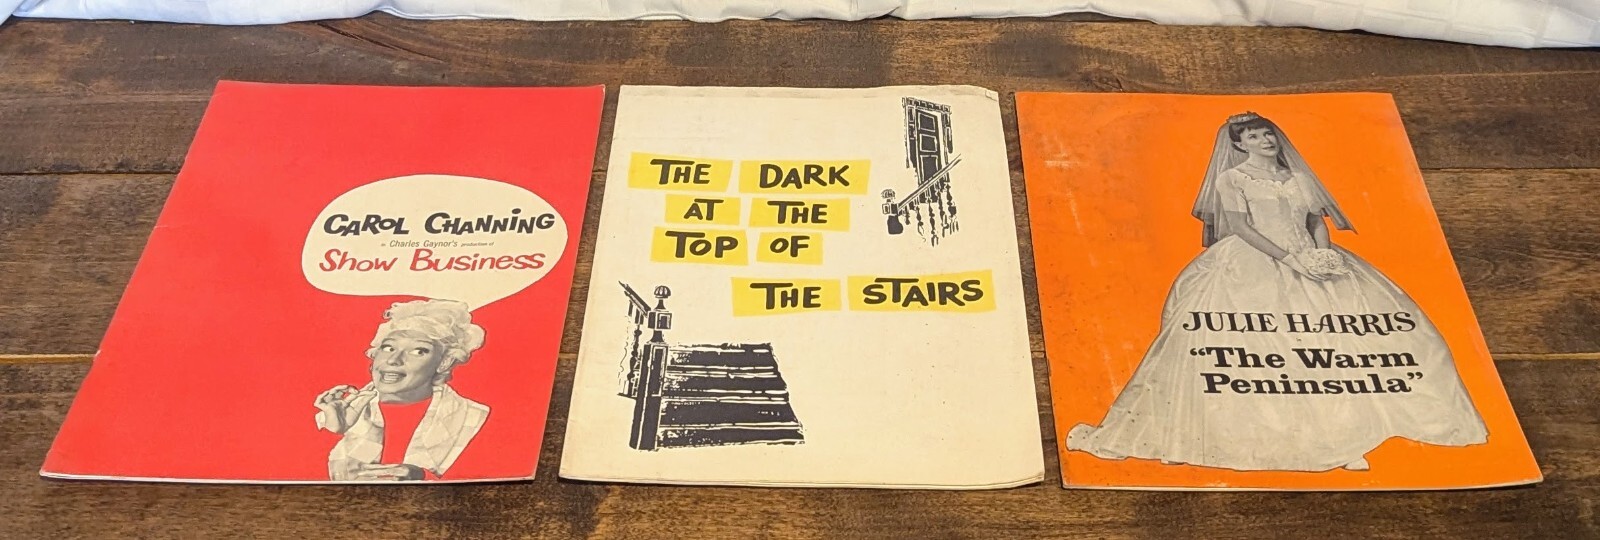 CAROL CHANNING
in Charles Gaynor's production of
Show Business
THE DARK
AT THE
TOP OF
THE STAIRS
JULIE HARRIS
"The Warm
Peninsula"